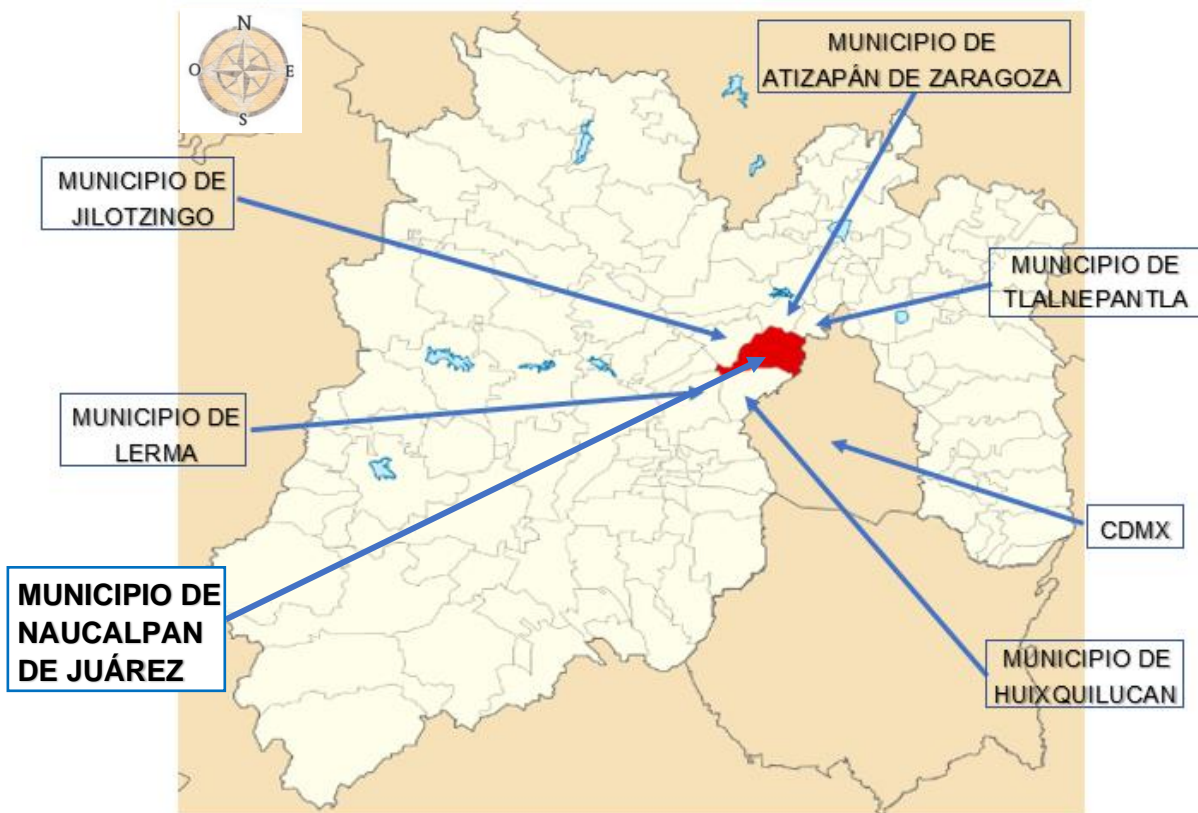 N
O
E
S
MUNICIPIO DE
ATIZAPÁN DE ZARAGOZA
MUNICIPIO DE
JILOTZINGO
MUNICIPIO DE
TLALNEPANTLA
MUNICIPIO DE
LERMA
CDMX
MUNICIPIO DE
NAUCALPAN
DE JUÁREZ
MUNICIPIO DE
HUIXQUILUCAN